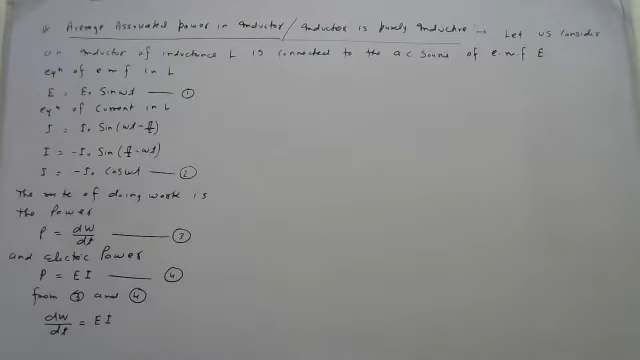 * Average Associated power in inductor / inductor is purely inductive :→ Let us consider
an inductor of inductance L is connected to the a.c source of e.m.f E
eqⁿ of e.m.f in L
E = E₀ Sinωt —— ①
eqⁿ of current in L
I = I₀ Sin(ωt - π/2)
I = -I₀ Sin(π/2 - ωt)
I = -I₀ cosωt —— ②
The rate of doing work is
the Power
P = dW/dt —— ③
and electric Power
P = E I —— ④
from ③ and ④
dW/dt = E I